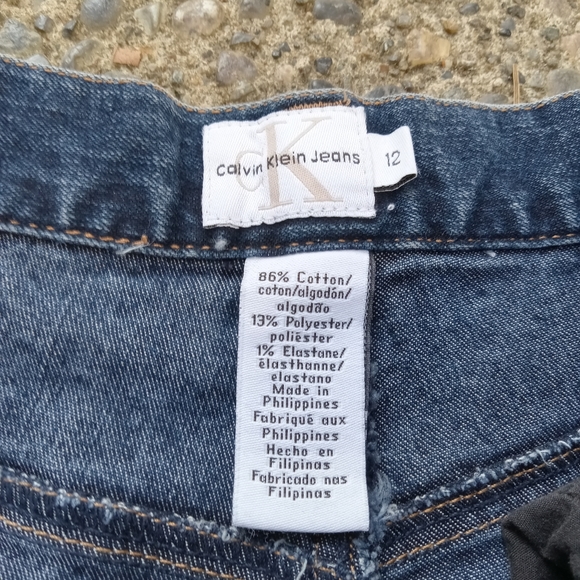 cK
Calvin Klein Jeans
12
86% Cotton/
coton/algodón/
algodão
13% Polyester/
poliéster
1% Elastane/
élasthanne/
elastano
Made in
Philippines
Fabriqué aux
Philippines
Hecho en
Filipinas
Fabricado nas
Filipinas